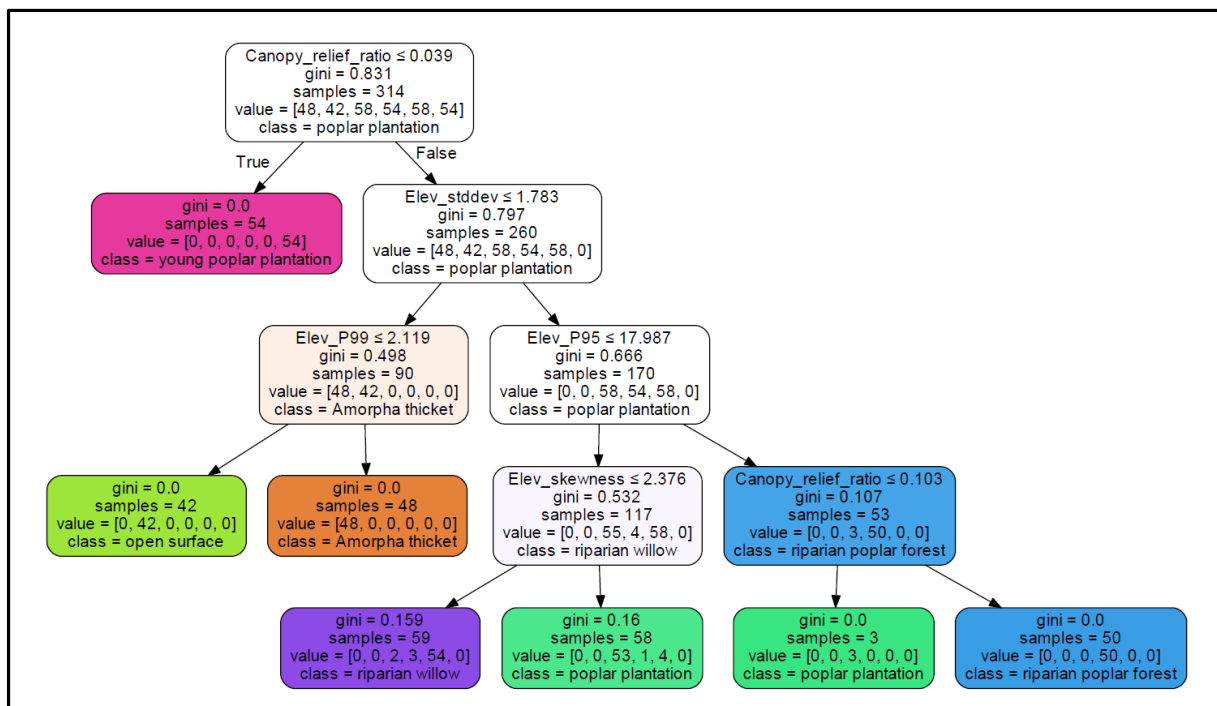 Canopy_relief_ratio ≤ 0.039
gini = 0.831
samples = 314
value = [48, 42, 58, 54, 58, 54]
class = poplar plantation
True
False
gini = 0.0
samples = 54
value = [0, 0, 0, 0, 0, 54]
class = young poplar plantation
Elev_stddev ≤ 1.783
gini = 0.797
samples = 260
value = [48, 42, 58, 54, 58, 0]
class = poplar plantation
Elev_P99 ≤ 2.119
gini = 0.498
samples = 90
value = [48, 42, 0, 0, 0, 0]
class = Amorpha thicket
Elev_P95 ≤ 17.987
gini = 0.666
samples = 170
value = [0, 0, 58, 54, 58, 0]
class = poplar plantation
gini = 0.0
samples = 42
value = [0, 42, 0, 0, 0, 0]
class = open surface
gini = 0.0
samples = 48
value = [48, 0, 0, 0, 0, 0]
class = Amorpha thicket
Elev_skewness ≤ 2.376
gini = 0.532
samples = 117
value = [0, 0, 55, 4, 58, 0]
class = riparian willow
Canopy_relief_ratio ≤ 0.103
gini = 0.107
samples = 53
value = [0, 0, 3, 50, 0, 0]
class = riparian poplar forest
gini = 0.159
samples = 59
value = [0, 0, 2, 3, 54, 0]
class = riparian willow
gini = 0.16
samples = 58
value = [0, 0, 53, 1, 4, 0]
class = poplar plantation
gini = 0.0
samples = 3
value = [0, 0, 3, 0, 0, 0]
class = poplar plantation
gini = 0.0
samples = 50
value = [0, 0, 0, 50, 0, 0]
class = riparian poplar forest